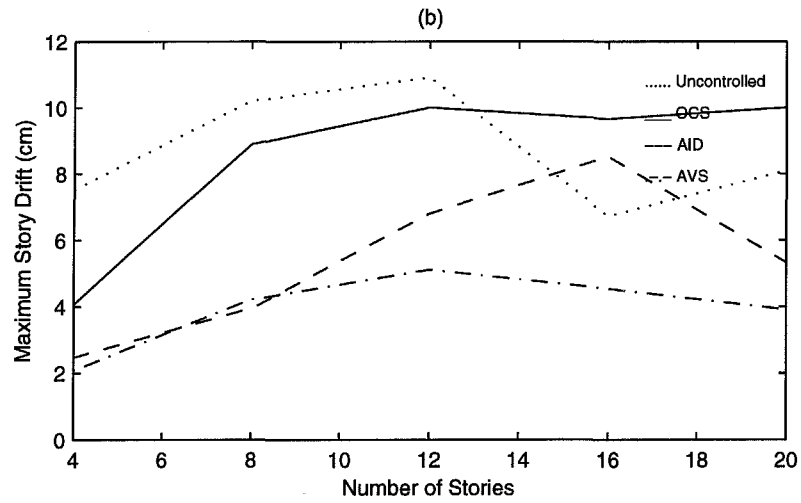 (b)
12
10
8
6
4
2
0
Maximum Story Drift (cm)
Uncontrolled
OCS
AID
AVS
4
6
8
10
12
14
16
18
20
Number of Stories